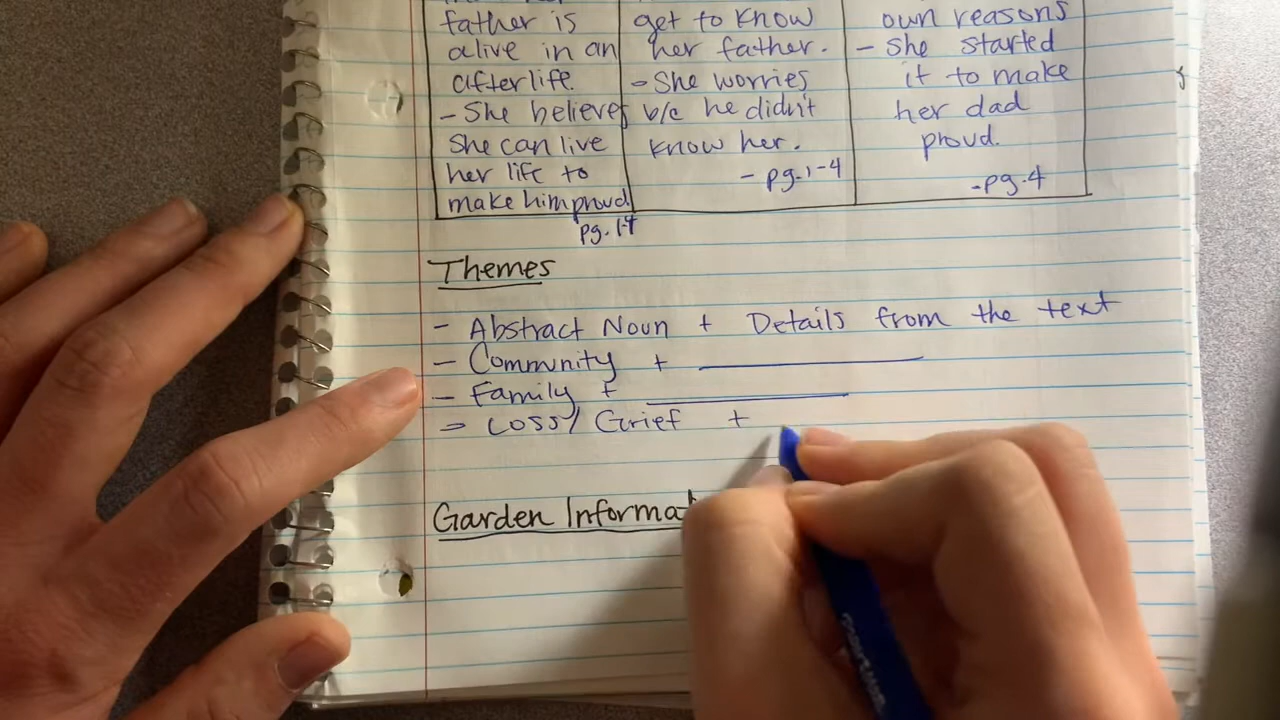 father is
alive in an
afterlife.
- She believes
she can live
her life to
make him proud
pg. 1-4
get to know
her father.
- She worries
b/c he didn't
know her.
- pg. 1-4
own reasons
- She started
it to make
her dad
proud.
- pg. 4
Themes
- Abstract Noun + Details from the text
- Community +
- Family +
- Loss/Grief +
Garden Informat